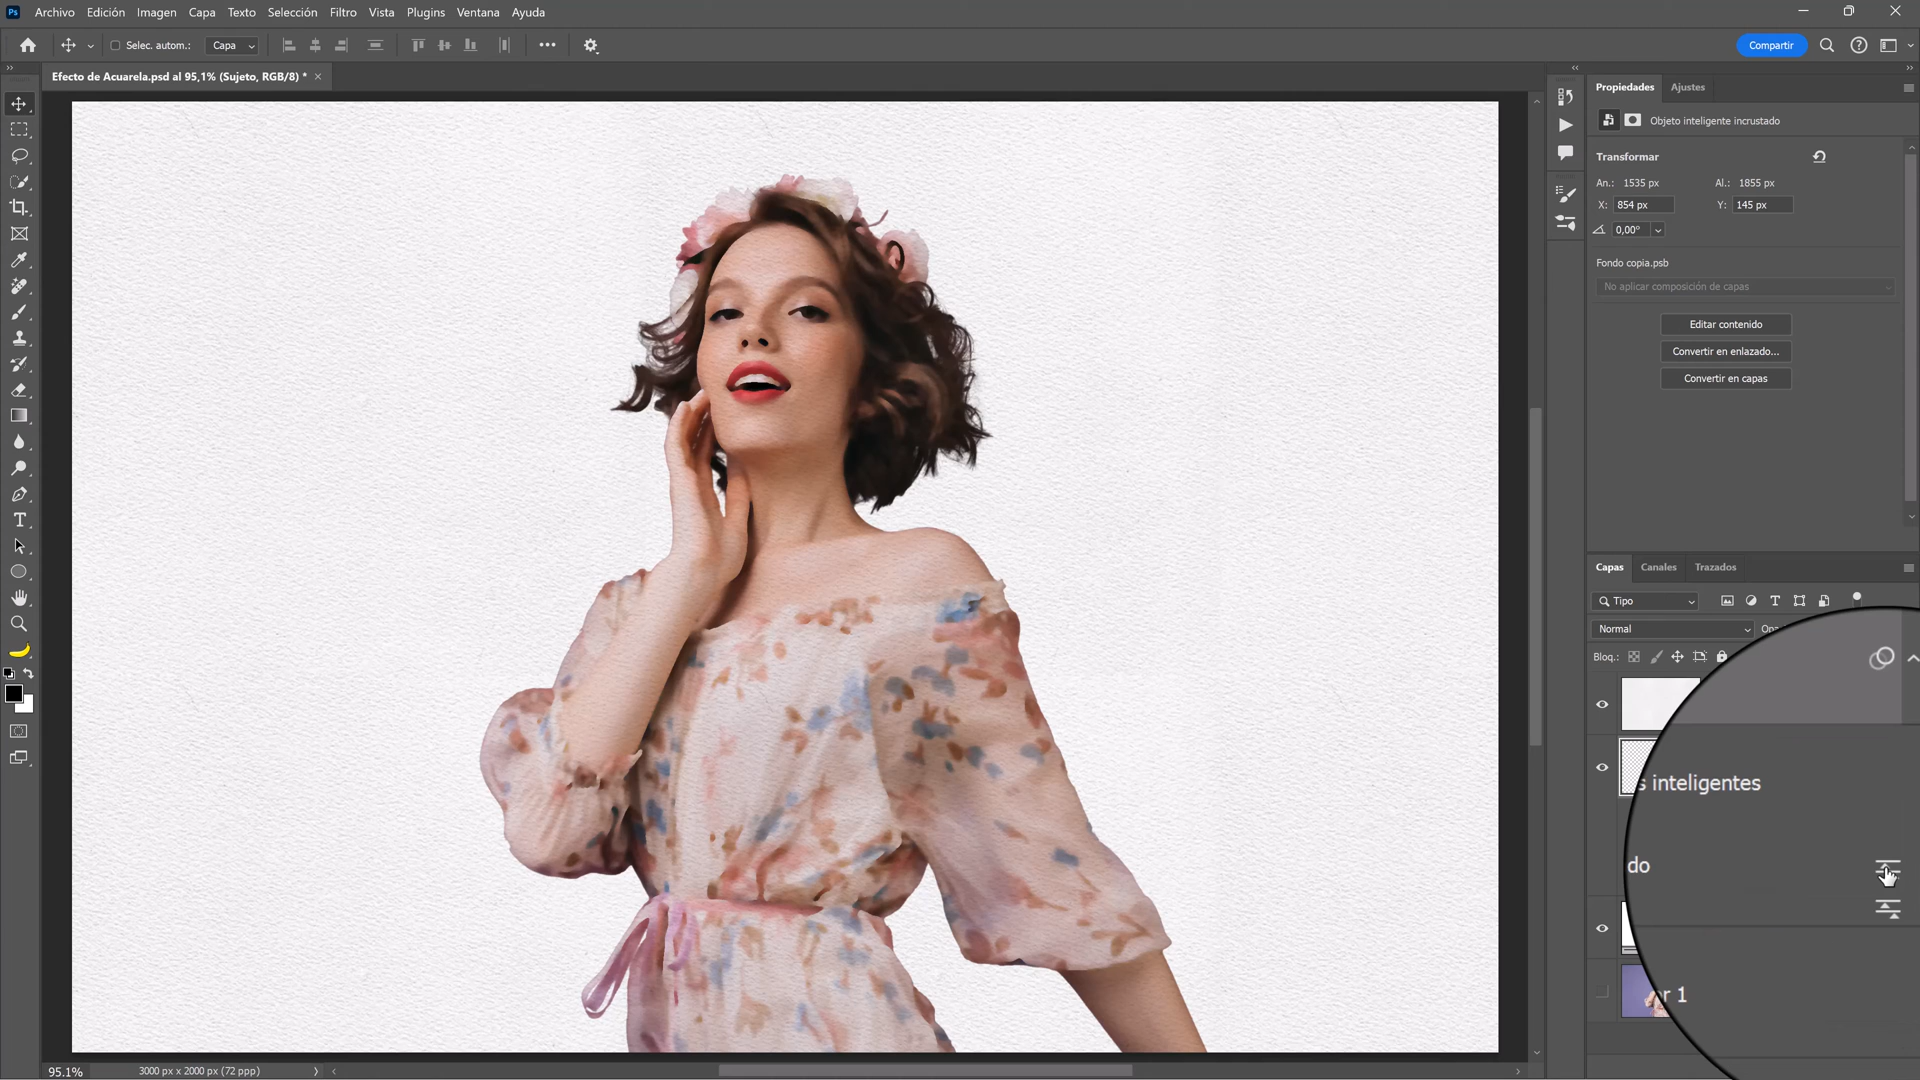 Ps Archivo Edición Imagen Capa Texto Selección Filtro Vista Plugins Ventana Ayuda
Selec. autom.: Capa Compartir
Efecto de Acuarela.psd al 95,1% (Sujeto, RGB/8) *
Propiedades Ajustes
Objeto inteligente incrustado
Transformar
An.: 1535 px Al.: 1855 px
X: 854 px Y: 145 px
0,00°
Fondo copia.psb
No aplicar composición de capas
Editar contenido
Convertir en enlazado...
Convertir en capas
Capas Canales Trazados
Tipo
Normal
Bloq.:
s inteligentes
do
or 1
95.1% 3000 px x 2000 px (72 ppp)